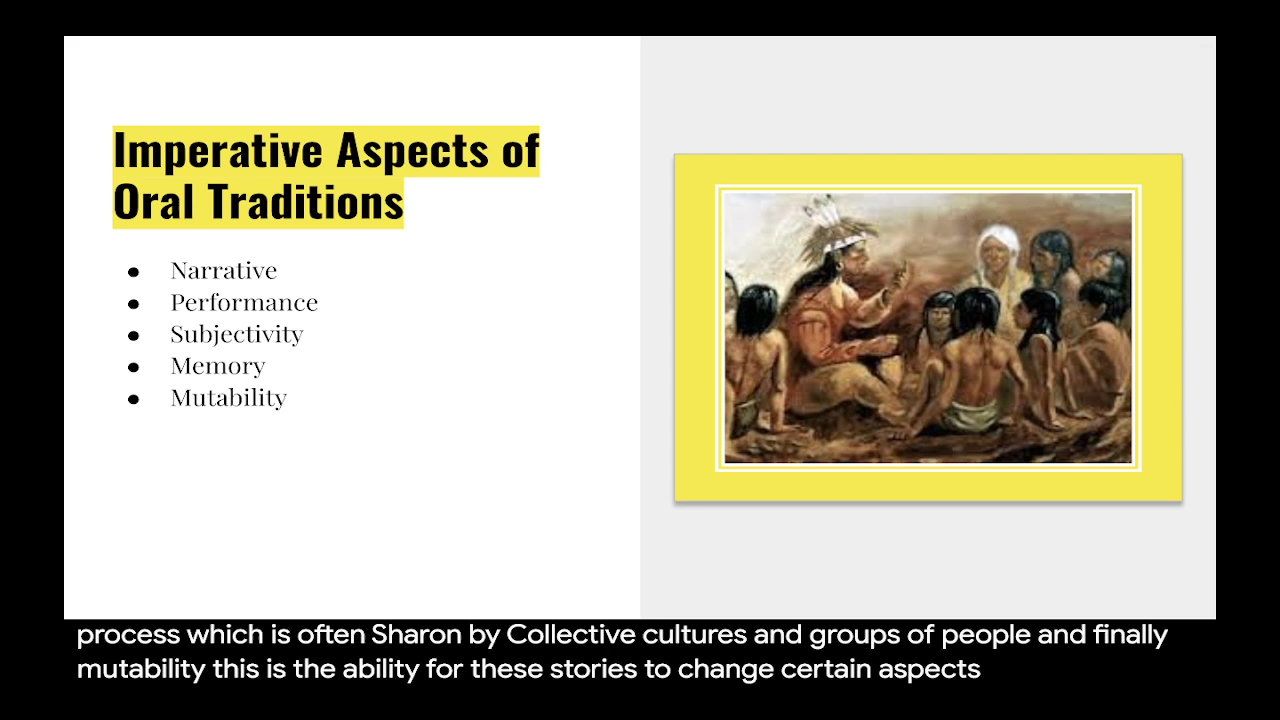 Imperative Aspects of
Oral Traditions
● Narrative
● Performance
● Subjectivity
● Memory
● Mutability
process which is often Sharon by Collective cultures and groups of people and finally
mutability this is the ability for these stories to change certain aspects